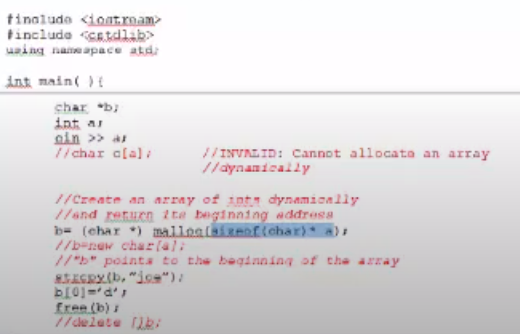 #include <iostream>
#include <cstdlib>
using namespace std;
int main( ){
char *b;
int a;
cin >> a;
//char c[a]; //INVALID: Cannot allocate an array
//dynamically
//Create an array of ints dynamically
//and return its beginning address
b= (char *) malloc(sizeof(char)* a);
//b=new char[a];
//"b" points to the beginning of the array
strcpy(b,"joe");
b[0]='d';
free(b);
//delete []b;